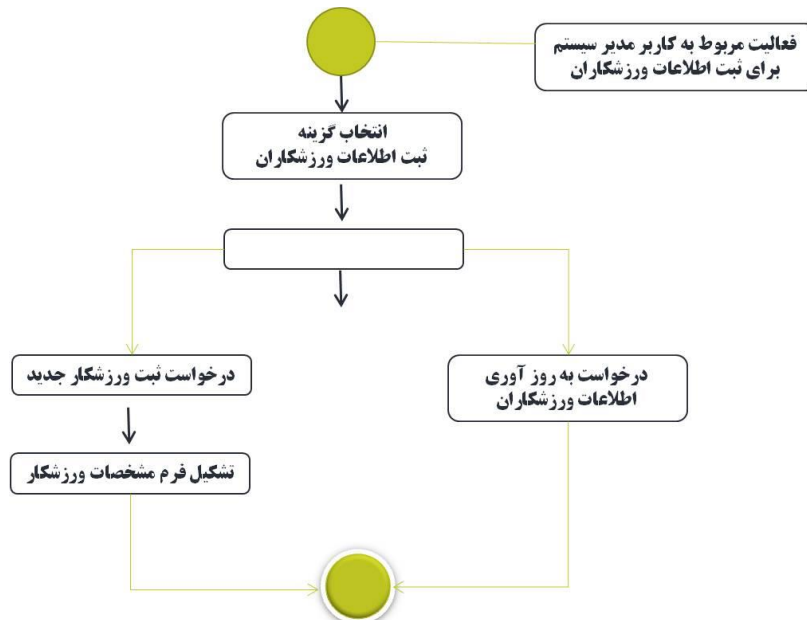 فعالیت مربوط به کاربر مدیر سیستم
برای ثبت اطلاعات ورزشکاران
انتخاب گزینه
ثبت اطلاعات ورزشکاران
درخواست به روز آوری
اطلاعات ورزشکاران
درخواست ثبت ورزشکار جدید
تشکیل فرم مشخصات ورزشکار